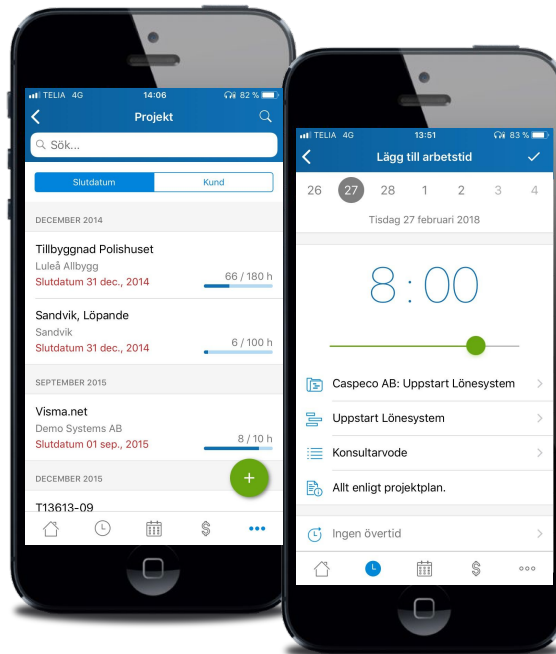 TELIA 4G 14:06 82 %
Projekt
Sök...
Slutdatum Kund
DECEMBER 2014
Tillbyggnad Polishuset
Luleå Allbygg
Slutdatum 31 dec., 2014 66 / 180 h
Sandvik, Löpande
Sandvik
Slutdatum 31 dec., 2014 6 / 100 h
SEPTEMBER 2015
Visma.net
Demo Systems AB
Slutdatum 01 sep., 2015 8 / 10 h
DECEMBER 2015
T13613-09
TELIA 4G 13:51 83 %
Lägg till arbetstid
26 27 28 1 2 3 4
Tisdag 27 februari 2018
8:00
Caspeco AB: Uppstart Lönesystem
Uppstart Lönesystem
Konsultarvode
Allt enligt projektplan.
Ingen övertid